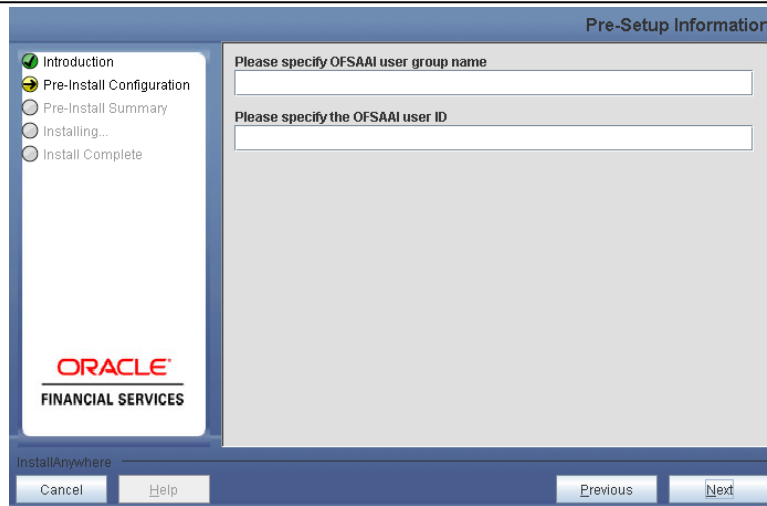 Pre-Setup Information
Introduction
Pre-Install Configuration
Pre-Install Summary
Installing...
Install Complete
Please specify OFSAAI user group name
Please specify the OFSAAI user ID
ORACLE
FINANCIAL SERVICES
InstallAnywhere
Cancel
Help
Previous
Next